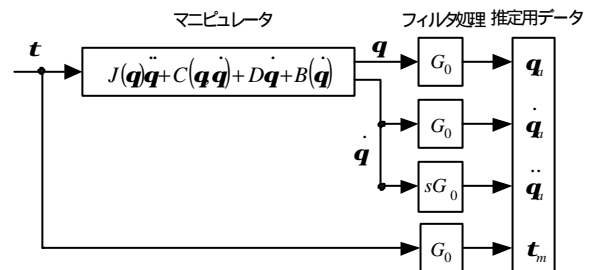 マニピュレータ
フィルタ処理 推定用データ
t
J(q)q̈+C(q,q̇)+Dq̇+B(q̇)
q
G₀
qₐ
G₀
q̇ₐ
q̇
sG₀
q̈ₐ
G₀
tₘ